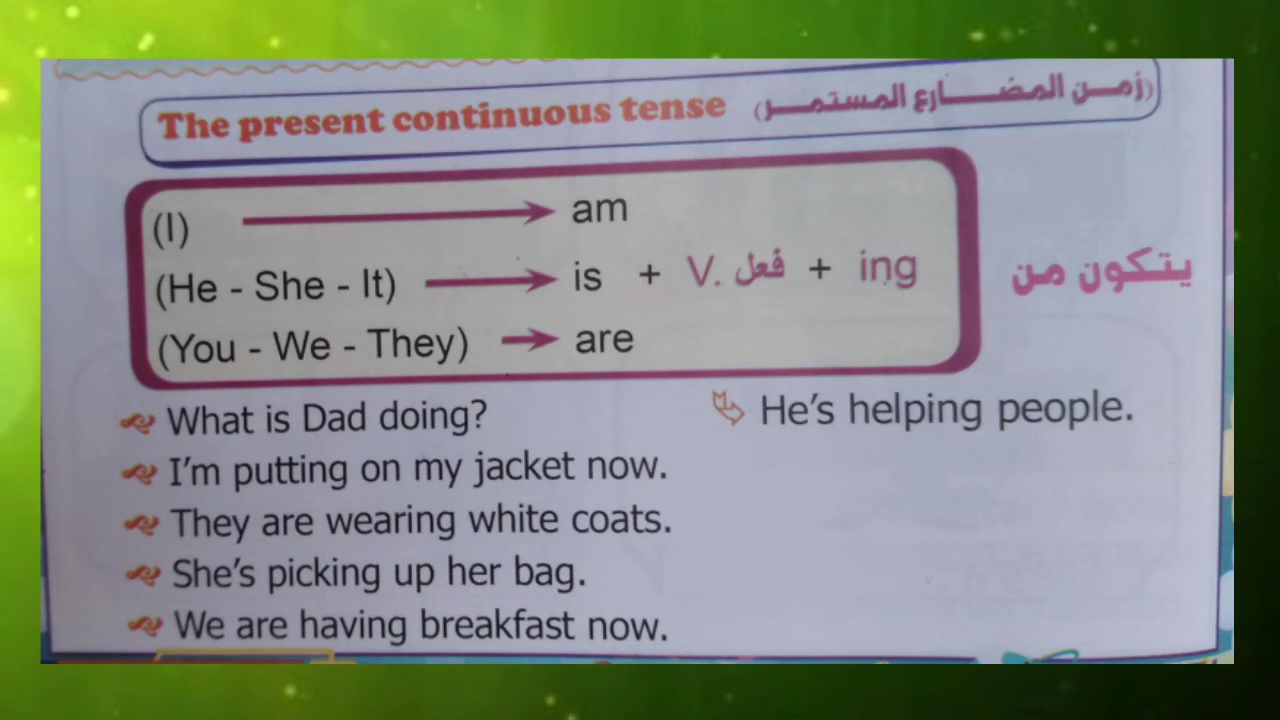 The present continuous tense (زمن المضارع المستمر)
(I) am
(He - She - It) is + V. فعل + ing يتكون من
(You - We - They) are
What is Dad doing? He's helping people.
I'm putting on my jacket now.
They are wearing white coats.
She's picking up her bag.
We are having breakfast now.